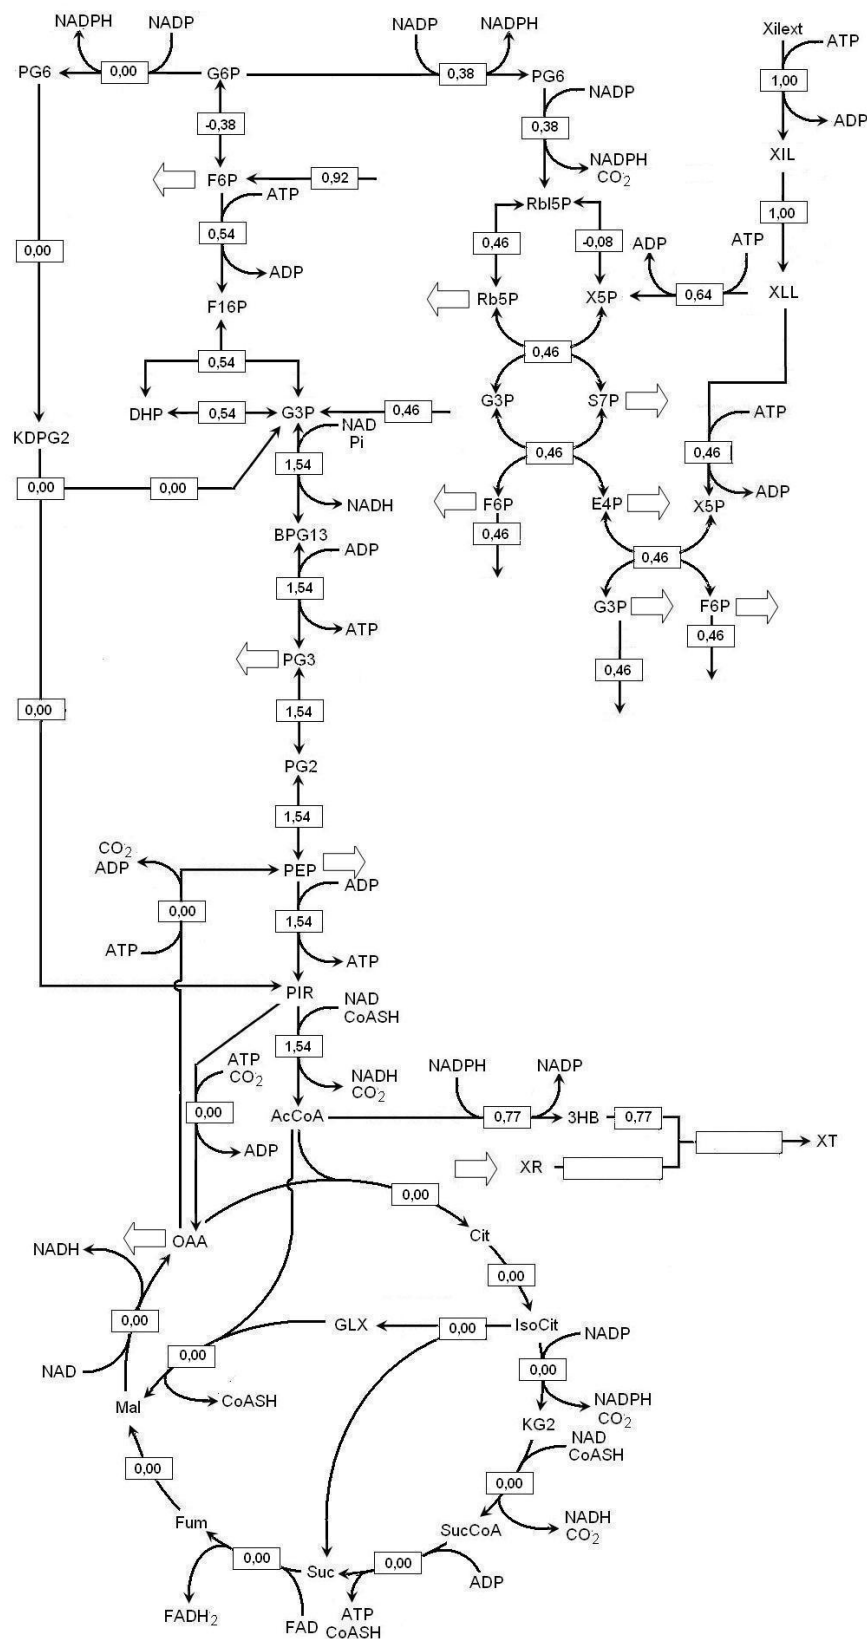 NADPH NADP NADP NADPH Xilext
ATP
PG6 0,00 G6P 0,38 PG6 1,00
NADP
-0,38 0,38 ADP
NADPH
CO2
XIL
F6P 0,92
ATP
RbI5P 1,00
0,54 0,46 -0,08 ADP ATP
0,00
ADP
F16P Rb5P X5P 0,64 XLL
0,54 0,46
DHP 0,54 G3P 0,46 G3P S7P
NAD
Pi
ATP
KDPG2
1,54 0,46 0,46
0,00 0,00
NADH F6P E4P X5P ADP
BPG13 0,46
ADP
1,54 0,46
ATP G3P F6P
0,46
PG3 0,46
0,00 1,54
PG2
1,54
CO2
ADP
PEP
ADP
0,00 1,54
ATP ATP
PIR
NAD
CoASH
1,54
ATP
CO2
NADH
CO2
NADPH NADP
0,00 AcCoA 0,77 3HB 0,77
ADP XT
XR
0,00
OAA Cit
NADH
0,00
0,00 GLX 0,00 IsoCit
NADP
0,00 0,00
NAD CoASH
NADPH
CO2
Mal KG2
NAD
CoASH
0,00 0,00
NADH
CO2
Fum SucCoA
0,00 Suc 0,00
ADP
FADH2 FAD
ATP
CoASH